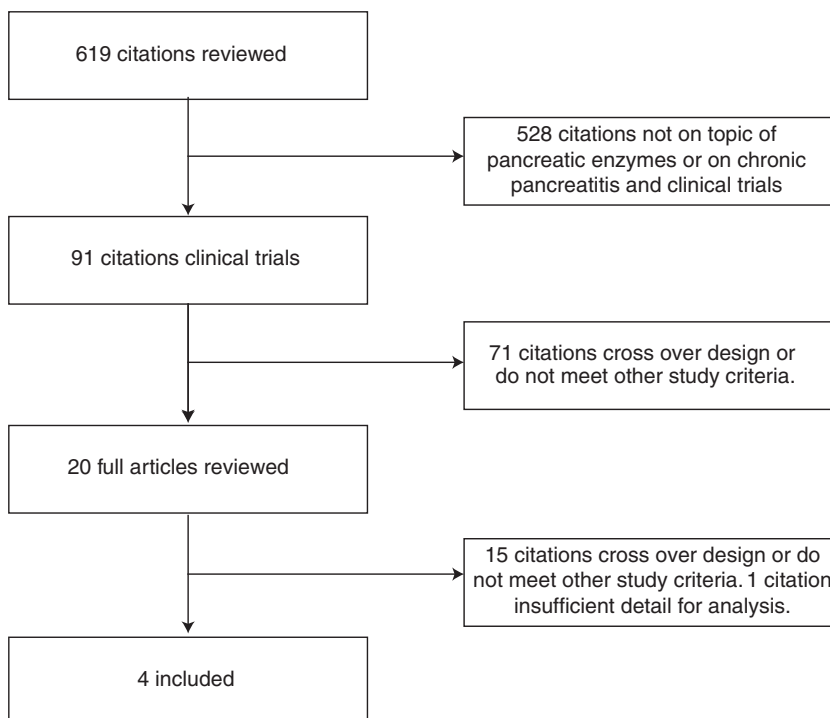 619 citations reviewed
528 citations not on topic of
pancreatic enzymes or on chronic
pancreatitis and clinical trials
91 citations clinical trials
71 citations cross over design or
do not meet other study criteria.
20 full articles reviewed
15 citations cross over design or do
not meet other study criteria. 1 citation
insufficient detail for analysis.
4 included